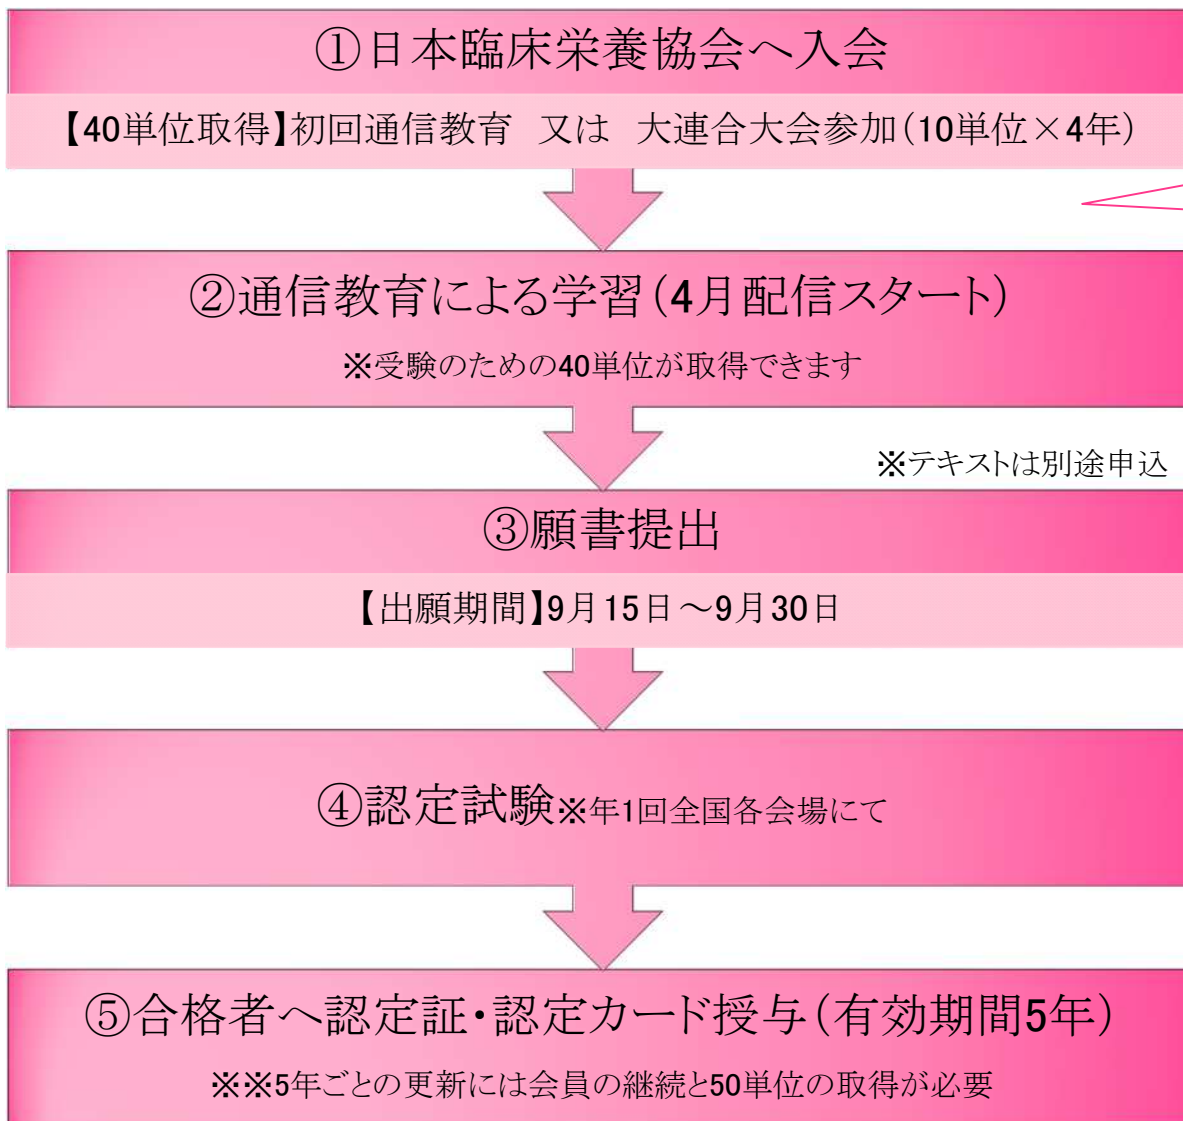 ①日本臨床栄養協会へ入会
【40単位取得】初回通信教育　又は　大連合大会参加（10単位×4年）
②通信教育による学習（4月配信スタート）
※受験のための40単位が取得できます
※テキストは別途申込
③願書提出
【出願期間】9月15日～9月30日
④認定試験※年1回全国各会場にて
⑤合格者へ認定証・認定カード授与（有効期間5年）
※※5年ごとの更新には会員の継続と50単位の取得が必要